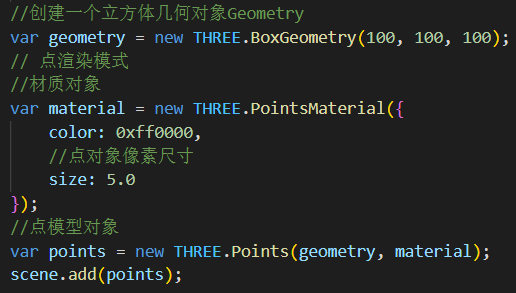 //创建一个立方体几何对象Geometry
var geometry = new THREE.BoxGeometry(100, 100, 100);
// 点渲染模式
//材质对象
var material = new THREE.PointsMaterial({
    color: 0xff0000,
    //点对象像素尺寸
    size: 5.0
});
//点模型对象
var points = new THREE.Points(geometry, material);
scene.add(points);